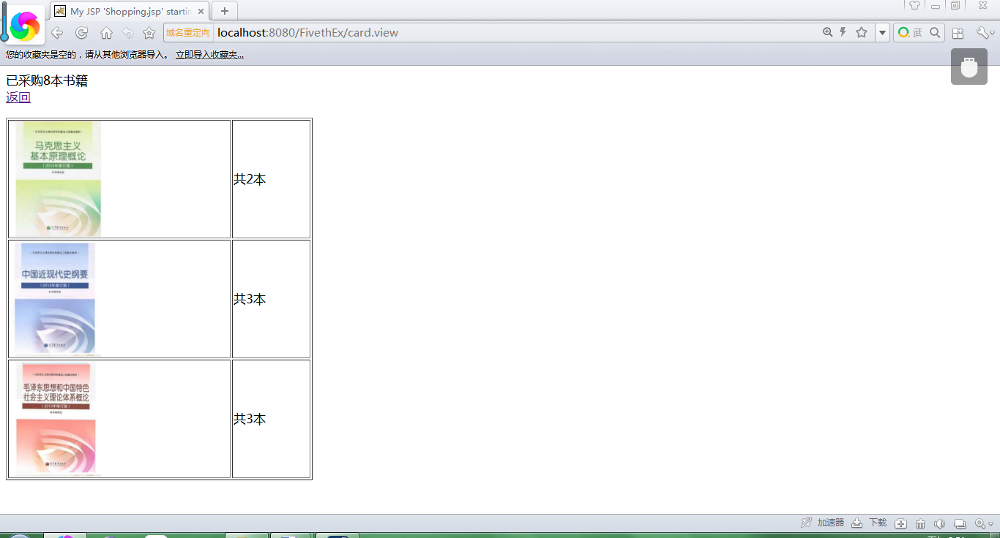 My JSP 'Shopping.jsp' startin
域名重定向 localhost:8080/FivethEx/card.view
武
您的收藏夹是空的，请从其他浏览器导入。 立即导入收藏夹...
已采购8本书籍
返回
马克思主义
基本原理概论
(2013年修订版)
共2本
中国近现代史纲要
(2013年修订版)
共3本
毛泽东思想和中国特色
社会主义理论体系概论
(2013年修订版)
共3本
加速器 下载